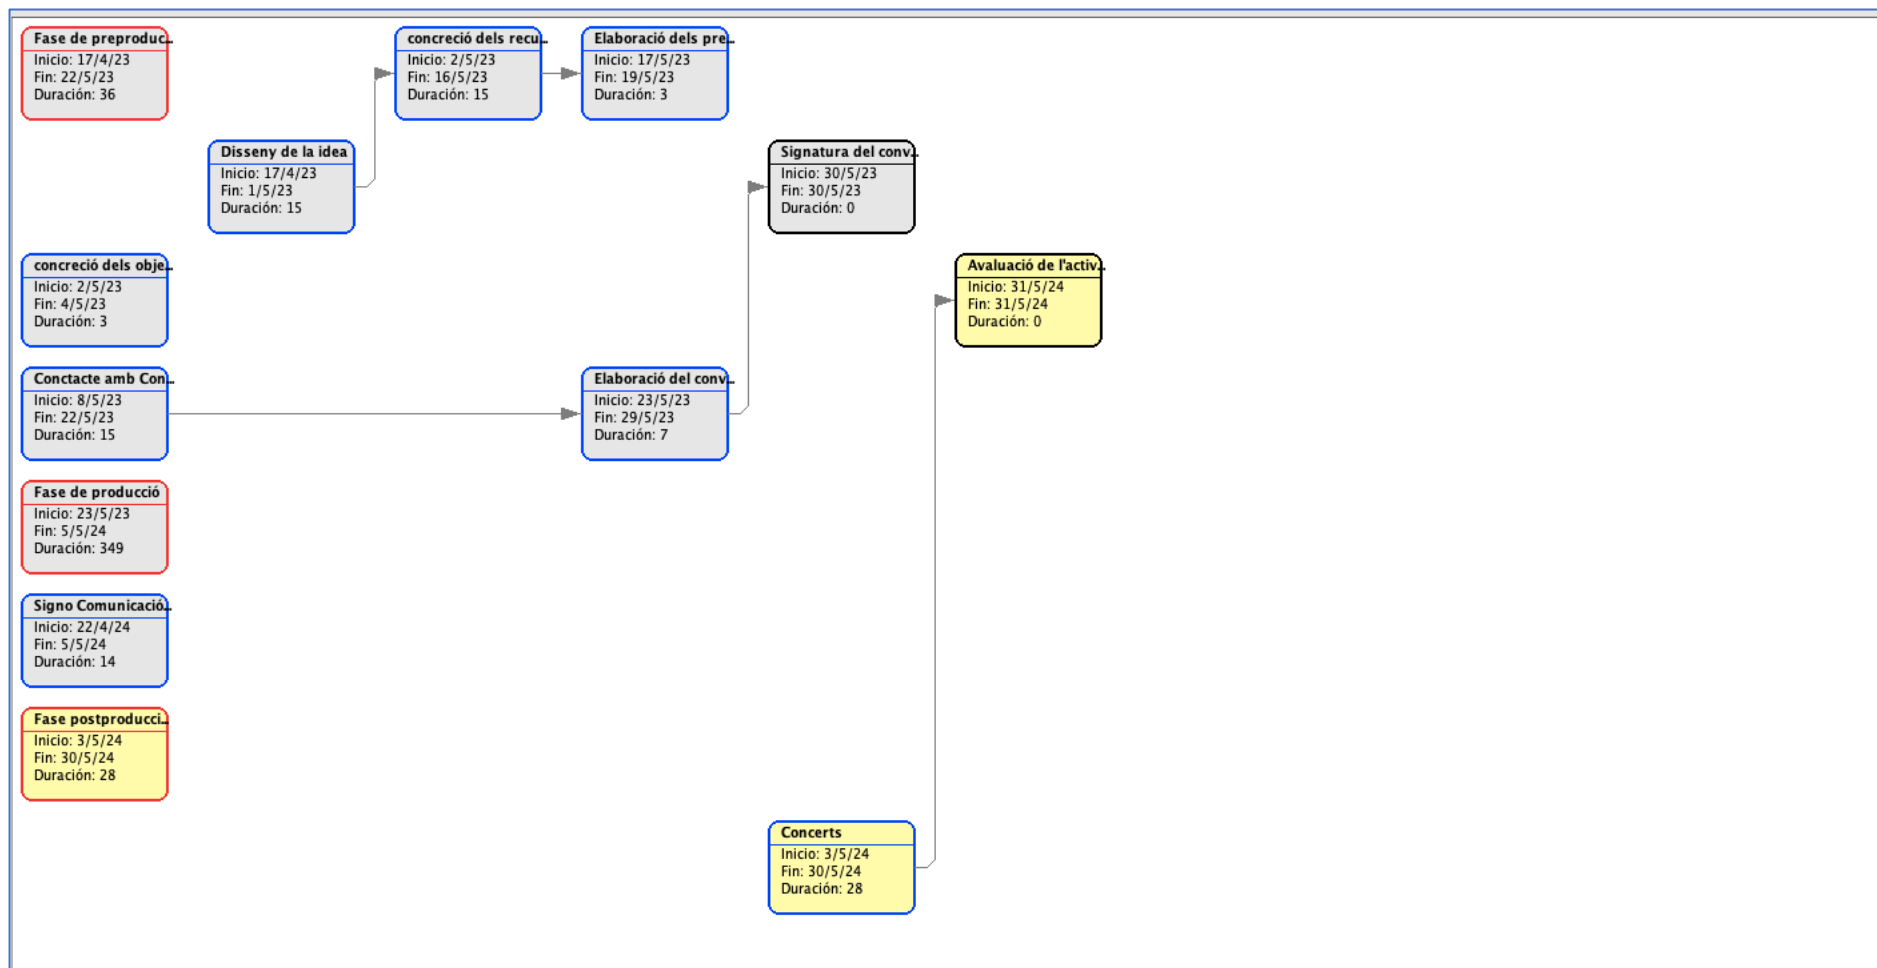 Fase de preproduc...
Inicio: 17/4/23
Fin: 22/5/23
Duración: 36
concreció dels recu...
Inicio: 2/5/23
Fin: 16/5/23
Duración: 15
Elaboració dels pre...
Inicio: 17/5/23
Fin: 19/5/23
Duración: 3
Disseny de la idea
Inicio: 17/4/23
Fin: 1/5/23
Duración: 15
Signatura del conv...
Inicio: 30/5/23
Fin: 30/5/23
Duración: 0
concreció dels obje...
Inicio: 2/5/23
Fin: 4/5/23
Duración: 3
Avaluació de l'activ...
Inicio: 31/5/24
Fin: 31/5/24
Duración: 0
Conctacte amb Con...
Inicio: 8/5/23
Fin: 22/5/23
Duración: 15
Elaboració del conv...
Inicio: 23/5/23
Fin: 29/5/23
Duración: 7
Fase de producció
Inicio: 23/5/23
Fin: 5/5/24
Duración: 349
Signo Comunicació...
Inicio: 22/4/24
Fin: 5/5/24
Duración: 14
Fase postproducci...
Inicio: 3/5/24
Fin: 30/5/24
Duración: 28
Concerts
Inicio: 3/5/24
Fin: 30/5/24
Duración: 28